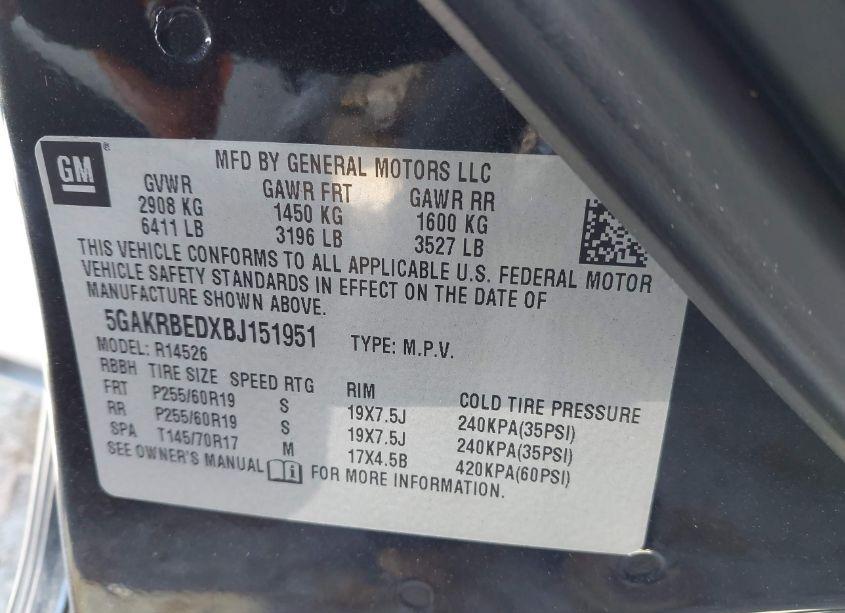 GM
MFD BY GENERAL MOTORS LLC
GVWR GAWR FRT GAWR RR
2908 KG 1450 KG 1600 KG
6411 LB 3196 LB 3527 LB
THIS VEHICLE CONFORMS TO ALL APPLICABLE U.S. FEDERAL MOTOR
VEHICLE SAFETY STANDARDS IN EFFECT ON THE DATE OF
MANUFACTURE SHOWN ABOVE.
5GAKRBEDXBJ151951 TYPE: M.P.V.
MODEL: R14526
RBBH TIRE SIZE SPEED RTG RIM COLD TIRE PRESSURE
FRT P255/60R19 S 19X7.5J 240KPA(35PSI)
RR P255/60R19 S 19X7.5J 240KPA(35PSI)
SPA T145/70R17 M 17X4.5B 420KPA(60PSI)
SEE OWNER'S MANUAL FOR MORE INFORMATION.